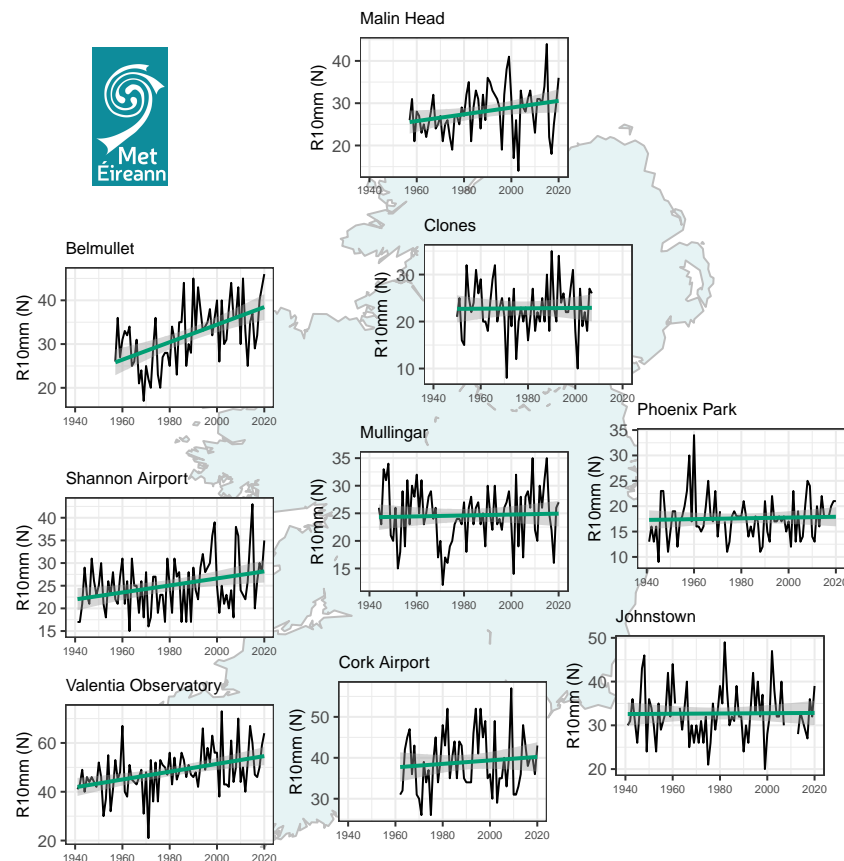 Malin Head
R10mm (N)
40
30
20
1940 1960 1980 2000 2020
Met
Éireann
Clones
R10mm (N)
30
20
10
1940 1960 1980 2000 2020
Belmullet
R10mm (N)
40
30
20
1940 1960 1980 2000 2020
Phoenix Park
R10mm (N)
35
30
25
20
15
10
1940 1960 1980 2000 2020
Mullingar
R10mm (N)
35
30
25
20
15
1940 1960 1980 2000 2020
Shannon Airport
R10mm (N)
40
35
30
25
20
15
1940 1960 1980 2000 2020
Johnstown
R10mm (N)
50
40
30
20
1940 1960 1980 2000 2020
Cork Airport
R10mm (N)
50
40
30
1940 1960 1980 2000 2020
Valentia Observatory
R10mm (N)
60
40
20
1940 1960 1980 2000 2020